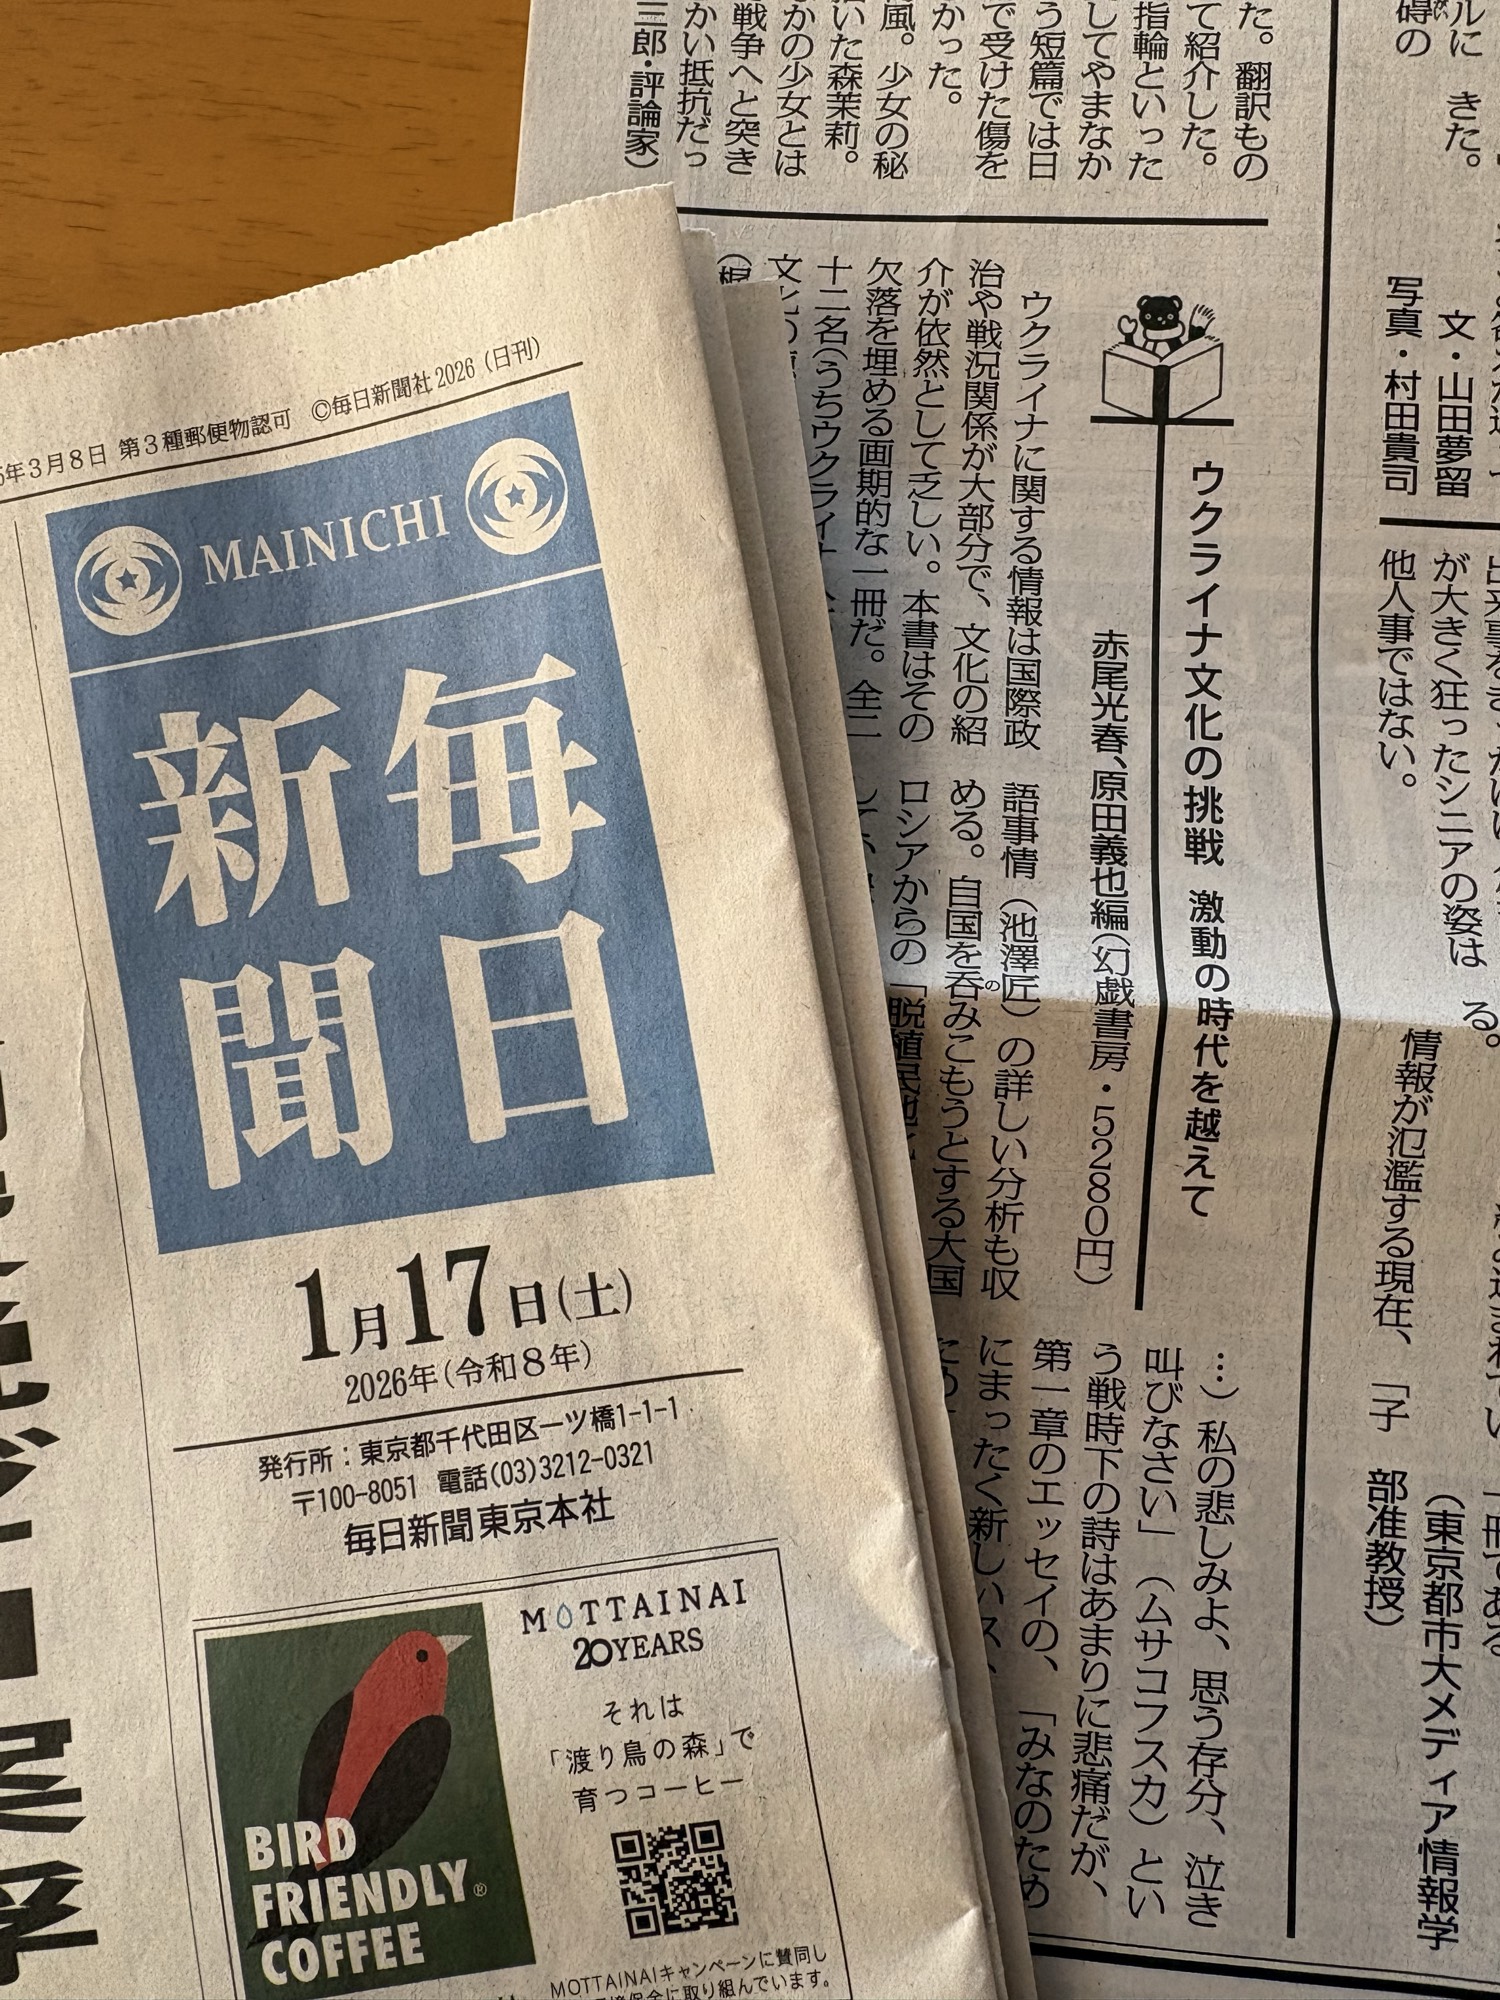 年3月8日 第3種郵便物認可 ©毎日新聞社2026（日刊）
MAINICHI
毎日
新聞
1月17日(土)
2026年(令和8年)
発行所：東京都千代田区一ツ橋1-1-1
〒100-8051 電話(03)3212-0321
毎日新聞東京本社
MOTTAINAI
20YEARS
それは
「渡り鳥の森」で
育つコーヒー
BIRD
FRIENDLY®
COFFEE
MOTTAINAIキャンペーンに賛同し
に取り組んでいます。
た。翻訳もの
て紹介した。
指輪といった
してやまなか
う短篇では日
で受けた傷を
かった。
風。少女の秘
いた森茉莉。
かの少女とは
戦争へと突き
かい抵抗だっ
三郎・評論家）
ルに
碍の
きた。
文・山田夢留
写真・村田貴司
が大きく狂ったシニアの姿は
他人事ではない。
る。
情報が氾濫する現在、「子
（東京都市大メディア情報学
部准教授）
ウクライナ文化の挑戦 激動の時代を越えて
赤尾光春、原田義也編（幻戯書房・5280円）
ウクライナに関する情報は国際政
治や戦況関係が大部分で、文化の紹
介が依然として乏しい。本書はその
欠落を埋める画期的な一冊だ。全二
十二名（うちウクライナ
語事情（池澤匠）の詳しい分析も収
める。自国を呑みこもうとする大国
の
ロシアからの「脱植民地
…）私の悲しみよ、思う存分、泣き
叫びなさい」（ムサコフスカ）とい
う戦時下の詩はあまりに悲痛だが、
第一章のエッセイの、「みなのため
にまったく新しい